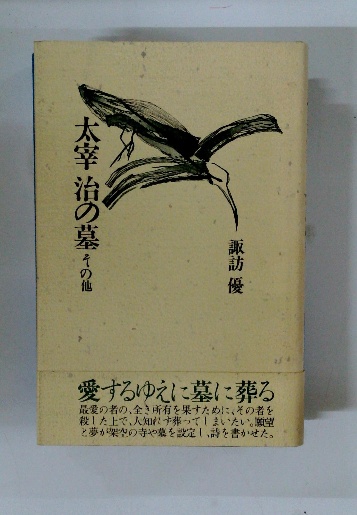 太宰治の墓
その他
諏訪 優
愛するゆえに墓に葬る
最愛の者の、全き所有を果すために、その者を
殺した上で、人知れず葬ってしまいたい。願望
と夢が架空の寺や墓を設定し、詩を書かせた。